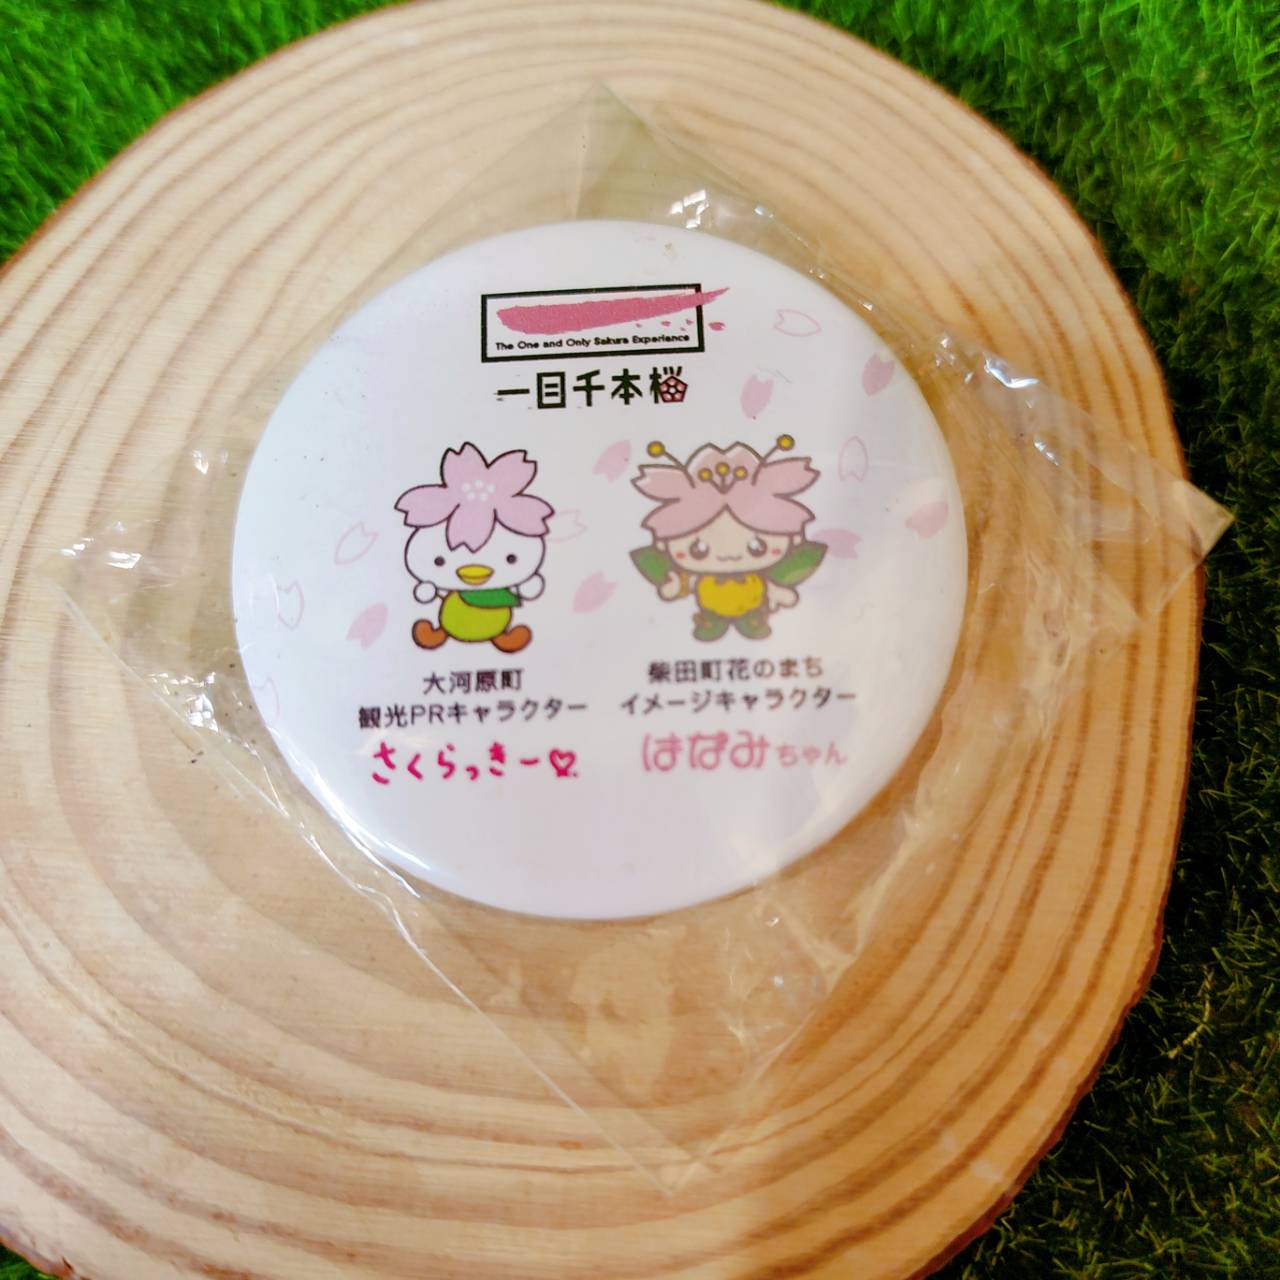 The One and Only Sakura Experience
一目千本桜
大河原町
観光PRキャラクター
さくらっきー♡
柴田町花のまち
イメージキャラクター
はなみちゃん